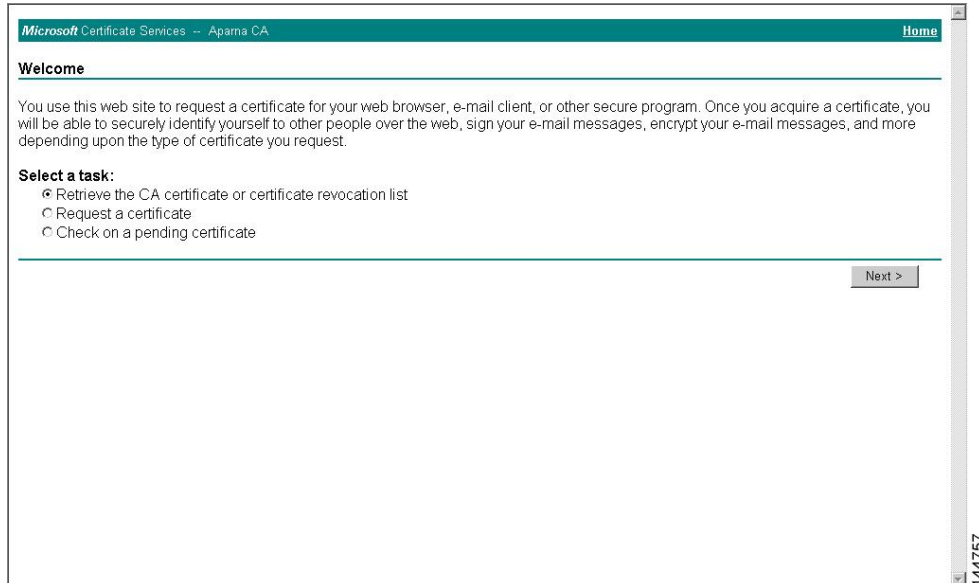 Microsoft Certificate Services -- Aparna CA Home
Welcome
You use this web site to request a certificate for your web browser, e-mail client, or other secure program. Once you acquire a certificate, you
will be able to securely identify yourself to other people over the web, sign your e-mail messages, encrypt your e-mail messages, and more
depending upon the type of certificate you request.
Select a task:
Retrieve the CA certificate or certificate revocation list
Request a certificate
Check on a pending certificate
Next >